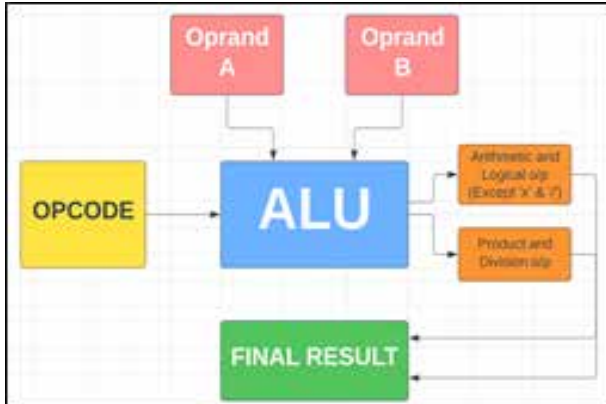 Oprand
A
Oprand
B
OPCODE
ALU
Arithmetic and
Logical o/p
(Except 'x' & '/')
Product and
Division o/p
FINAL RESULT